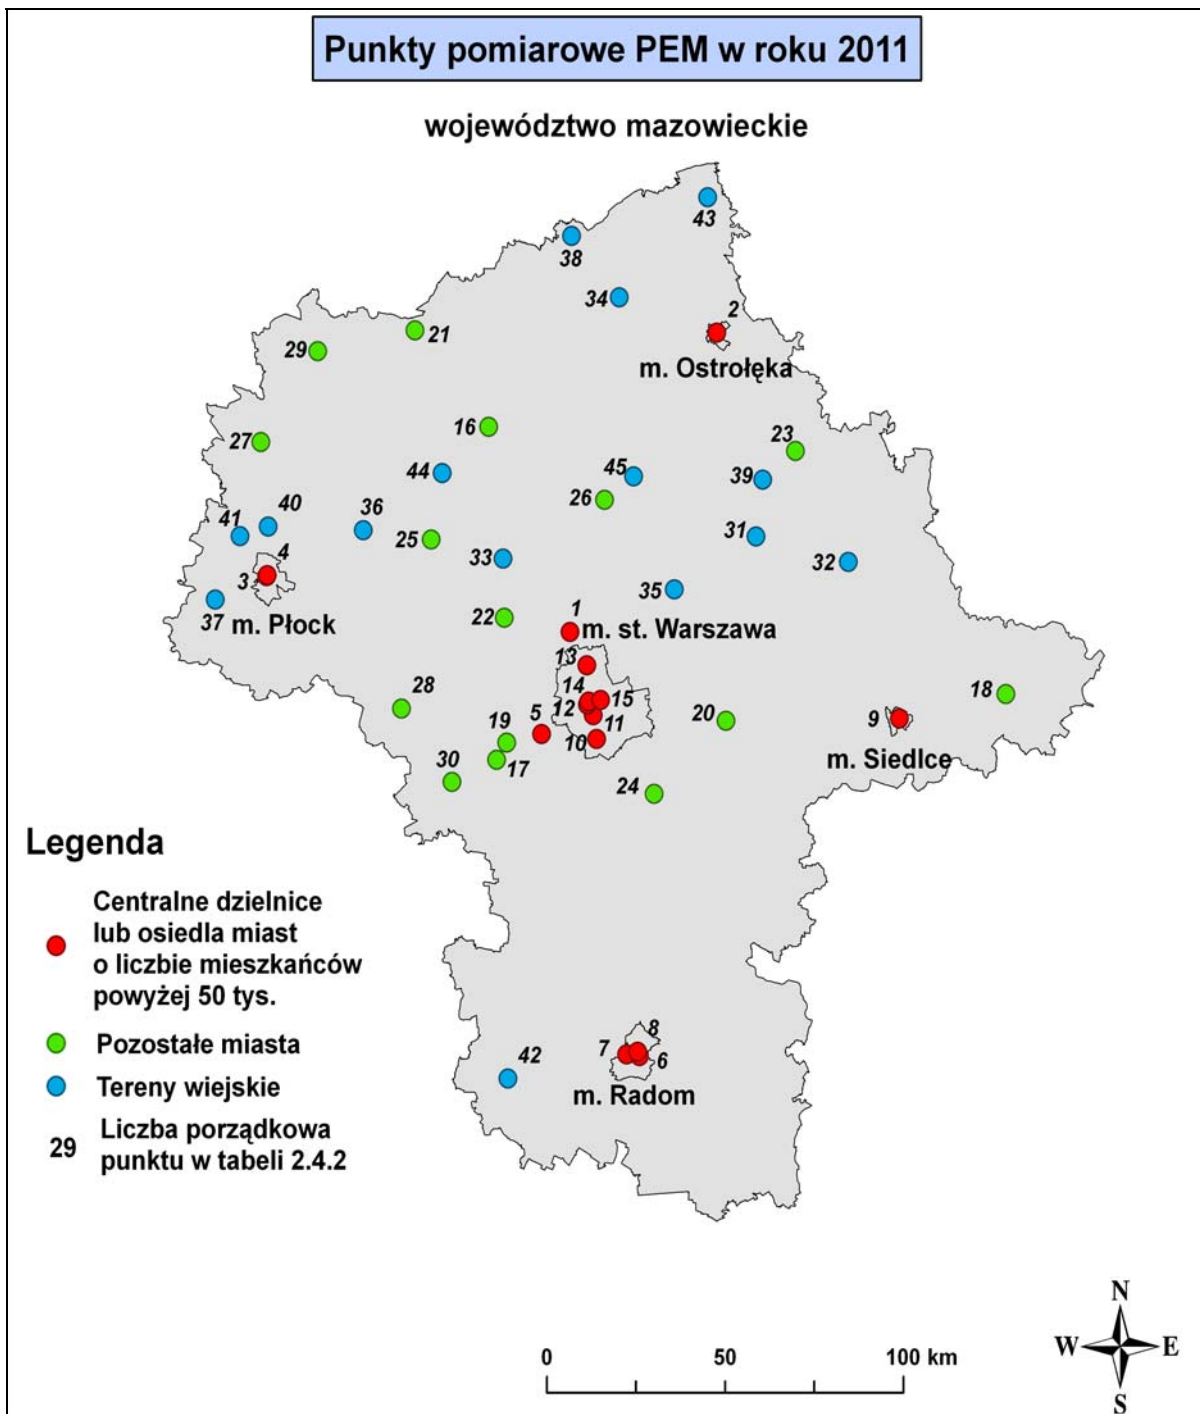 Punkty pomiarowe PEM w roku 2011
województwo mazowieckie
43
38
34
2
21
29
m. Ostrołęka
16
23
27
45
44
39
26
40
36
41
31
25
4
33
32
3
35
37
m. Płock
22
1
m. st. Warszawa
13
14
15
18
28
12
5
11
9
19
20
10
m. Siedlce
17
30
24
Legenda
Centralne dzielnice
lub osiedla miast
o liczbie mieszkańców
powyżej 50 tys.
Pozostałe miasta
Tereny wiejskie
29 Liczba porządkowa
punktu w tabeli 2.4.2
8
7
42
6
m. Radom
N
W E
S
0 50 100 km